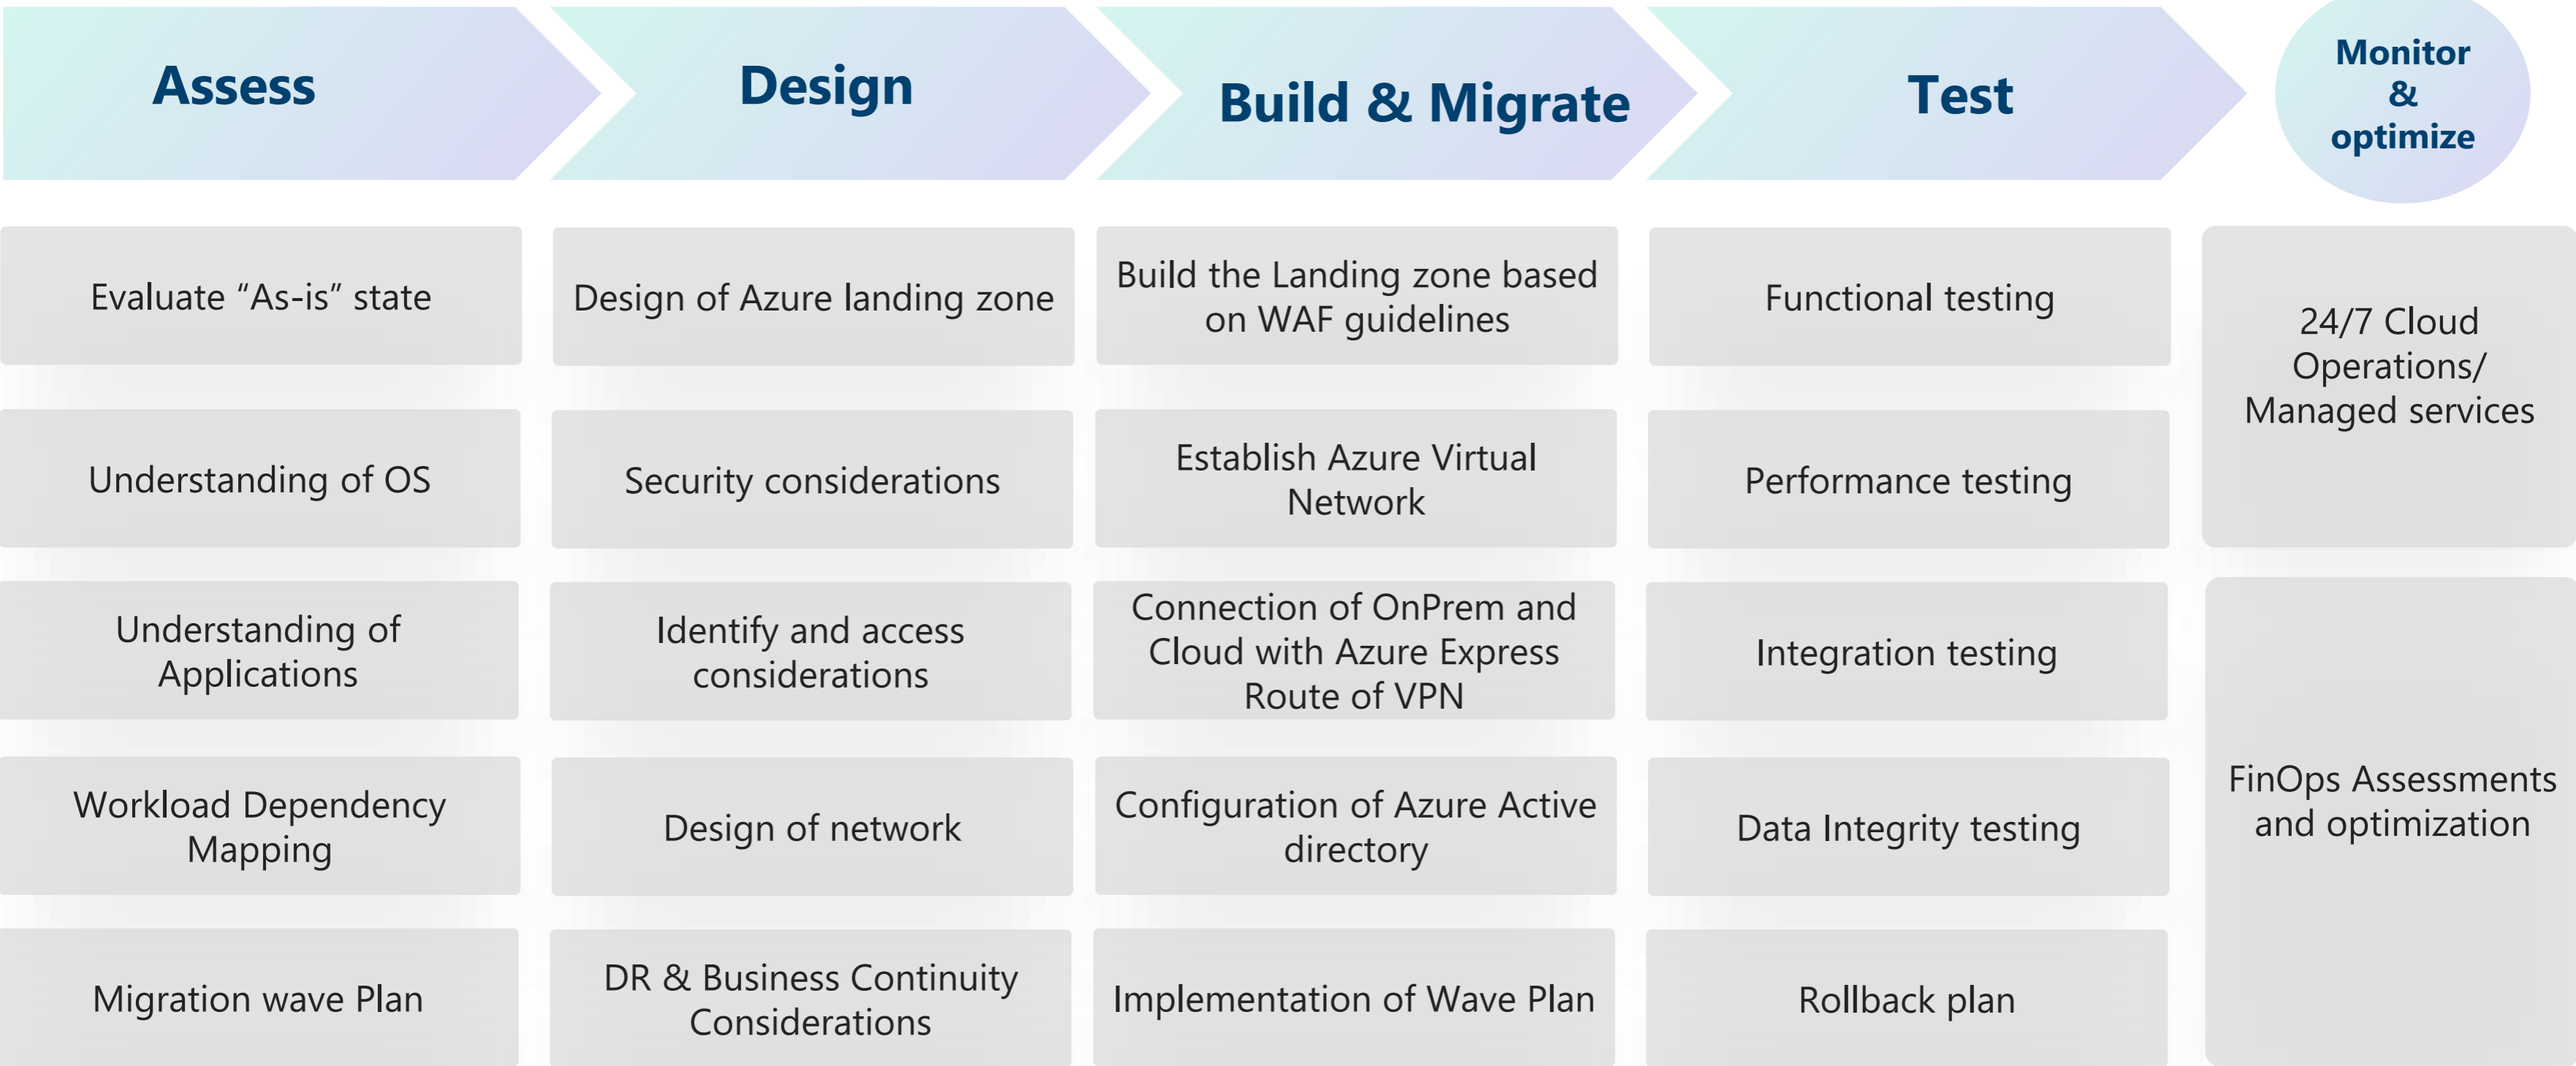 Assess
Design
Build & Migrate
Test
Monitor
&
optimize
Evaluate “As-is” state
Understanding of OS
Understanding of
Applications
Workload Dependency
Mapping
Migration wave Plan
Design of Azure landing zone
Security considerations
Identify and access
considerations
Design of network
DR & Business Continuity
Considerations
Build the Landing zone based
on WAF guidelines
Establish Azure Virtual
Network
Connection of OnPrem and
Cloud with Azure Express
Route of VPN
Configuration of Azure Active
directory
Implementation of Wave Plan
Functional testing
Performance testing
Integration testing
Data Integrity testing
Rollback plan
24/7 Cloud
Operations/
Managed services
FinOps Assessments
and optimization